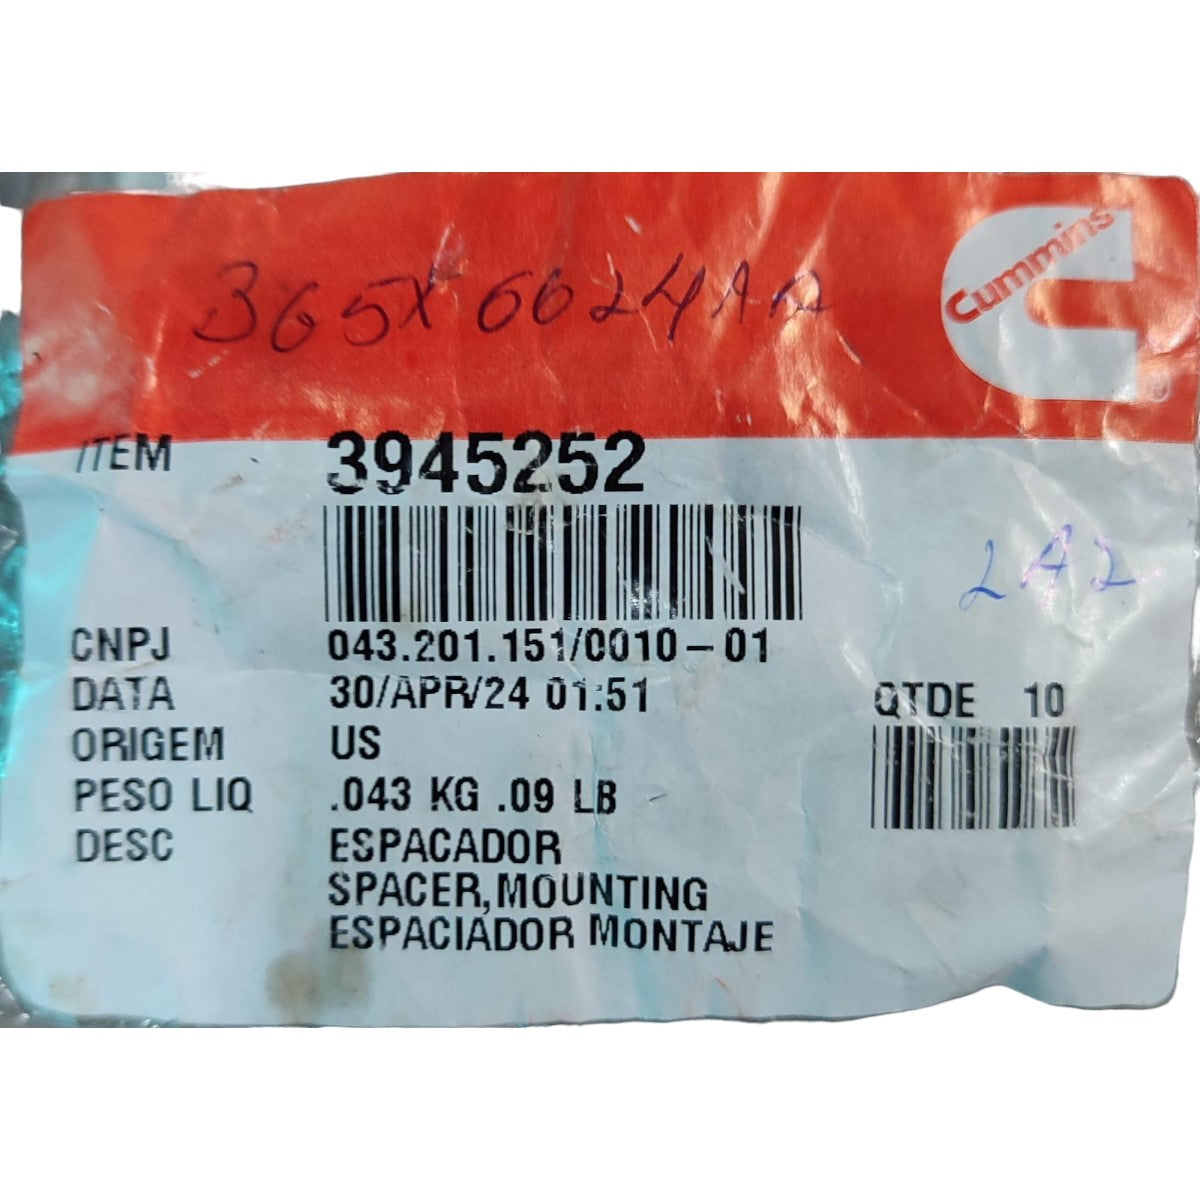 3G5X6624AA
Cummins
®
ITEM 3945252
2A2
CNPJ 043.201.151/0010-01
DATA 30/APR/24 01:51
QTDE 10
ORIGEM US
PESO LIQ .043 KG .09 LB
DESC ESPACADOR
SPACER,MOUNTING
ESPACIADOR MONTAJE